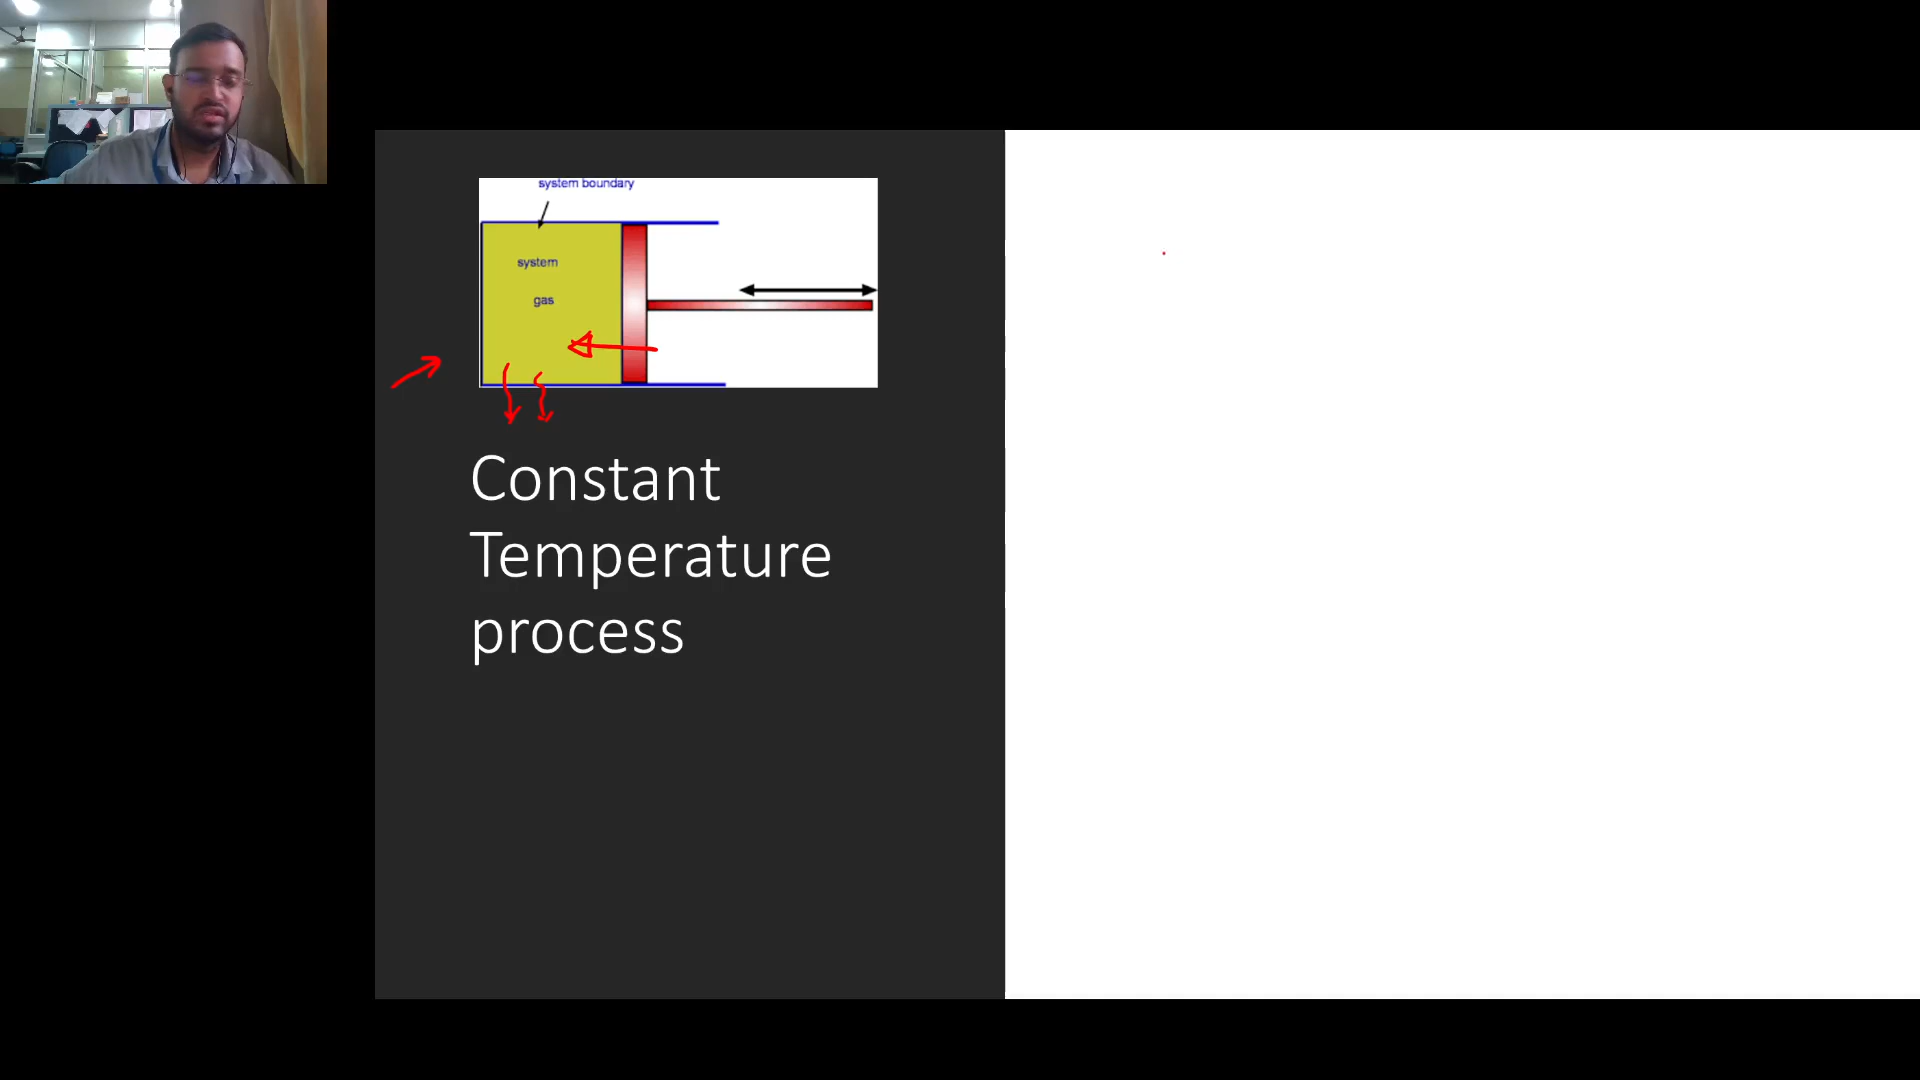 system boundary
system
gas
Constant
Temperature
process